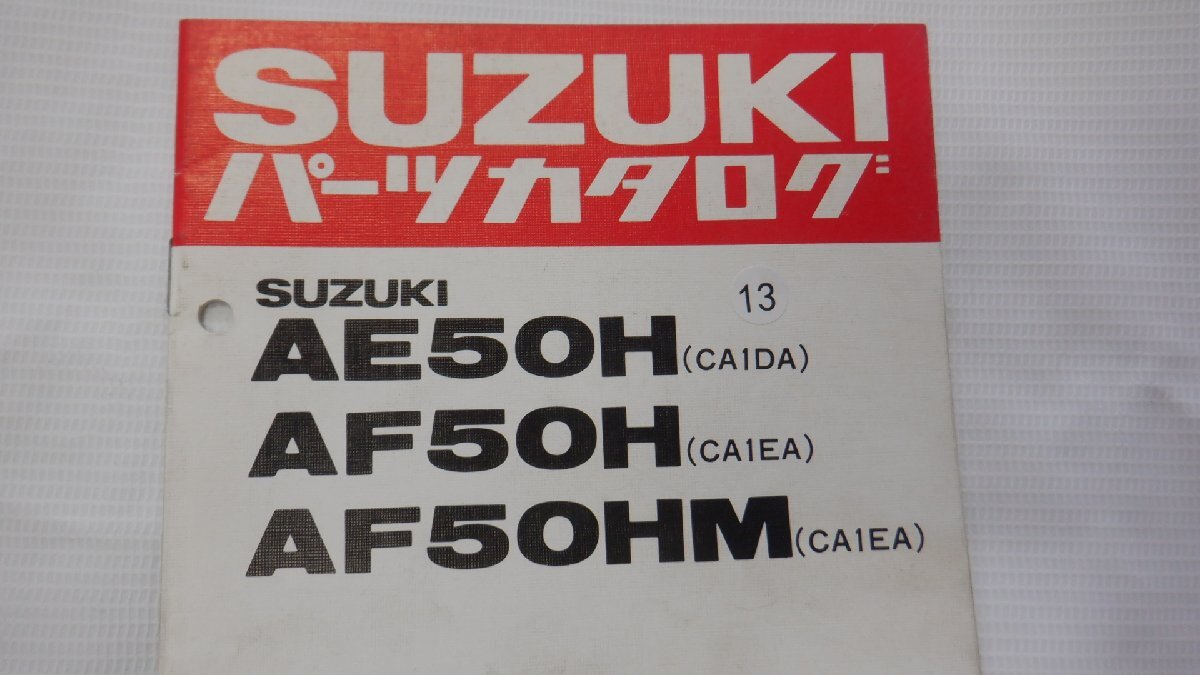 SUZUKI
パーツカタログ
SUZUKI
13
AE50H(CA1DA)
AF50H(CA1EA)
AF50HM(CA1EA)